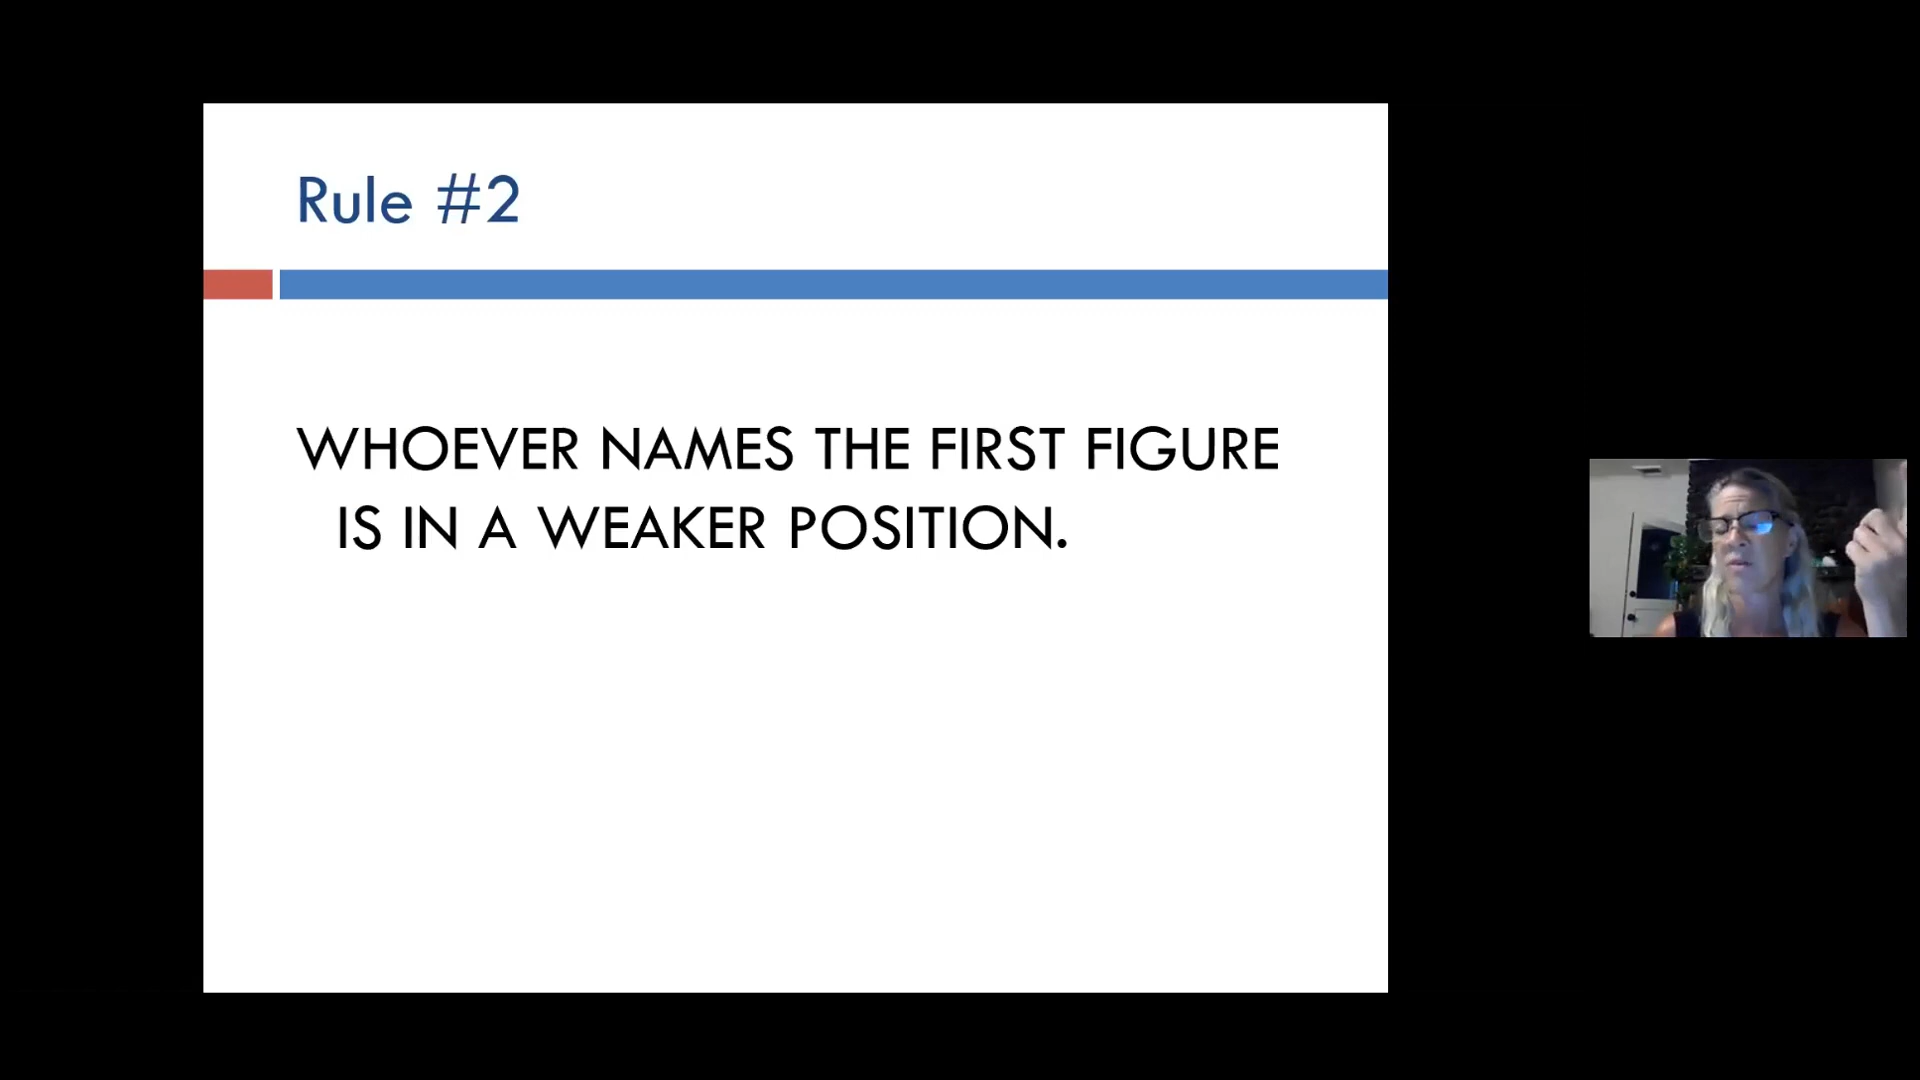 Rule #2
WHOEVER NAMES THE FIRST FIGURE
IS IN A WEAKER POSITION.